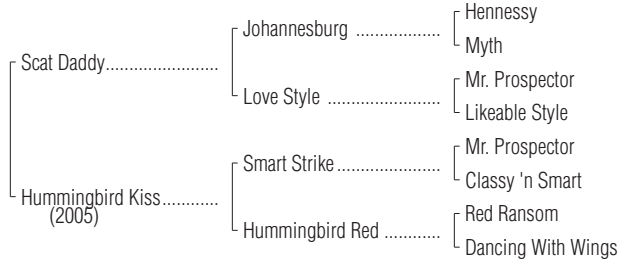 Hennessy
Johannesburg ..................
Myth
Scat Daddy........................
Mr. Prospector
Love Style ........................
Likeable Style
Mr. Prospector
Smart Strike......................
Classy 'n Smart
Hummingbird Kiss............
(2005)
Red Ransom
Hummingbird Red ............
Dancing With Wings